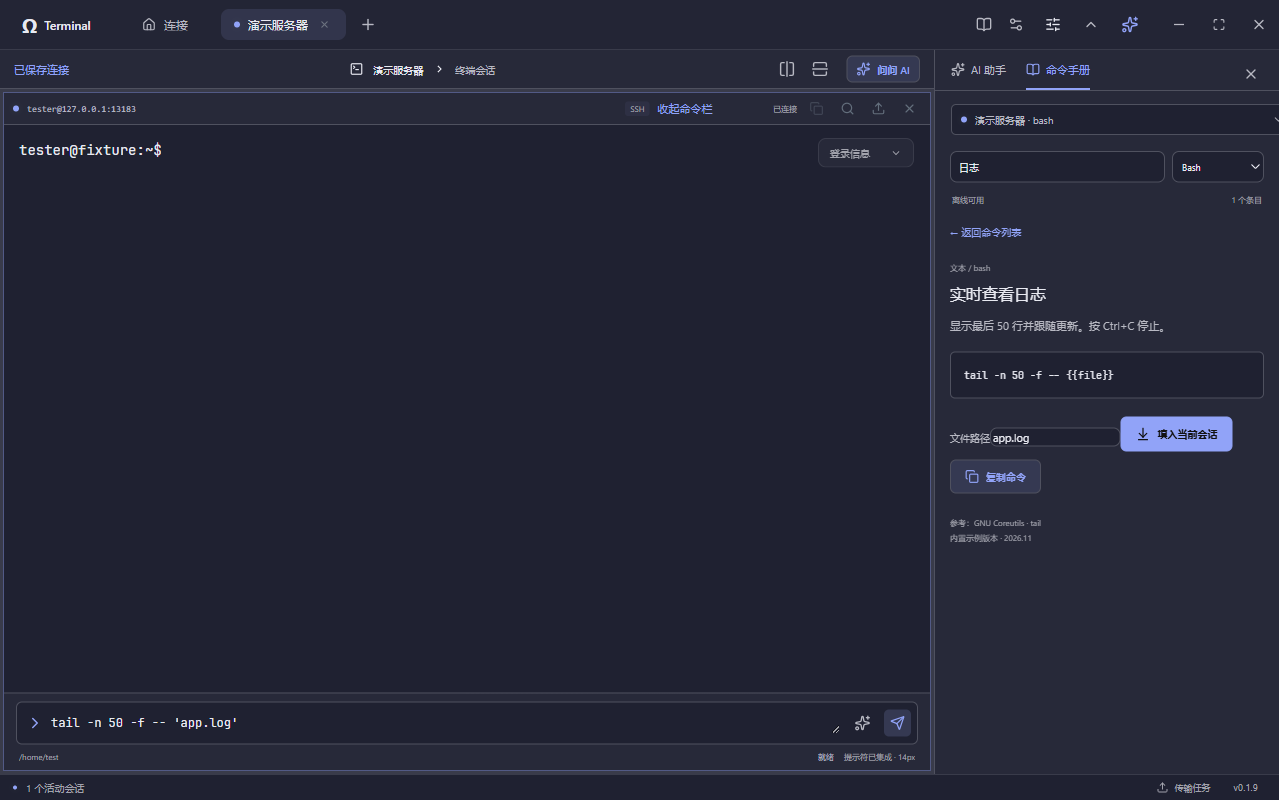 Ω Terminal
连接
演示服务器
已保存连接
演示服务器 > 终端会话
问问 AI
AI 助手
命令手册
tester@127.0.0.1:13183
SSH
收起命令栏
已连接
tester@fixture:~$
登录信息
演示服务器 · bash
日志
Bash
离线可用
1 个条目
← 返回命令列表
文本 / bash
实时查看日志
显示最后 50 行并跟随更新。按 Ctrl+C 停止。
tail -n 50 -f -- {{file}}
文件路径 app.log
填入当前会话
复制命令
参考：GNU Coreutils · tail
内置示例版本 · 2026.11
tail -n 50 -f -- 'app.log'
/home/test
就绪
提示符已集成 · 14px
1 个活动会话
传输任务
v0.1.9